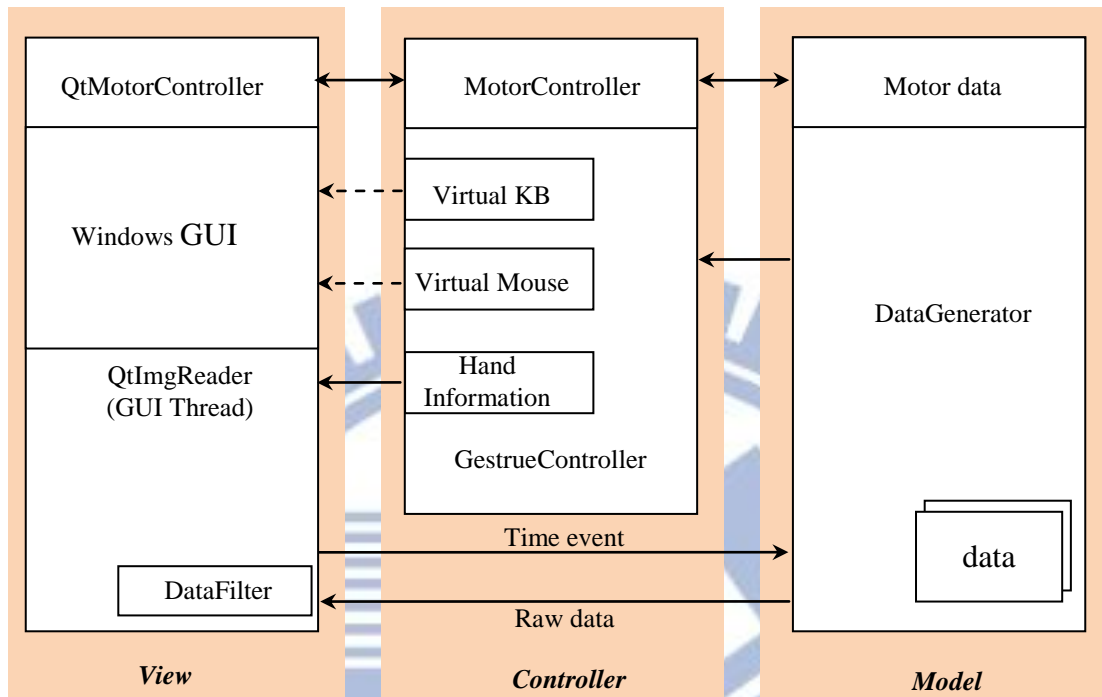 QtMotorController
Windows GUI
QtImgReader
(GUI Thread)
DataFilter
View
MotorController
Virtual KB
Virtual Mouse
Hand
Information
GestrueController
Time event
Raw data
Controller
Motor data
DataGenerator
data
Model